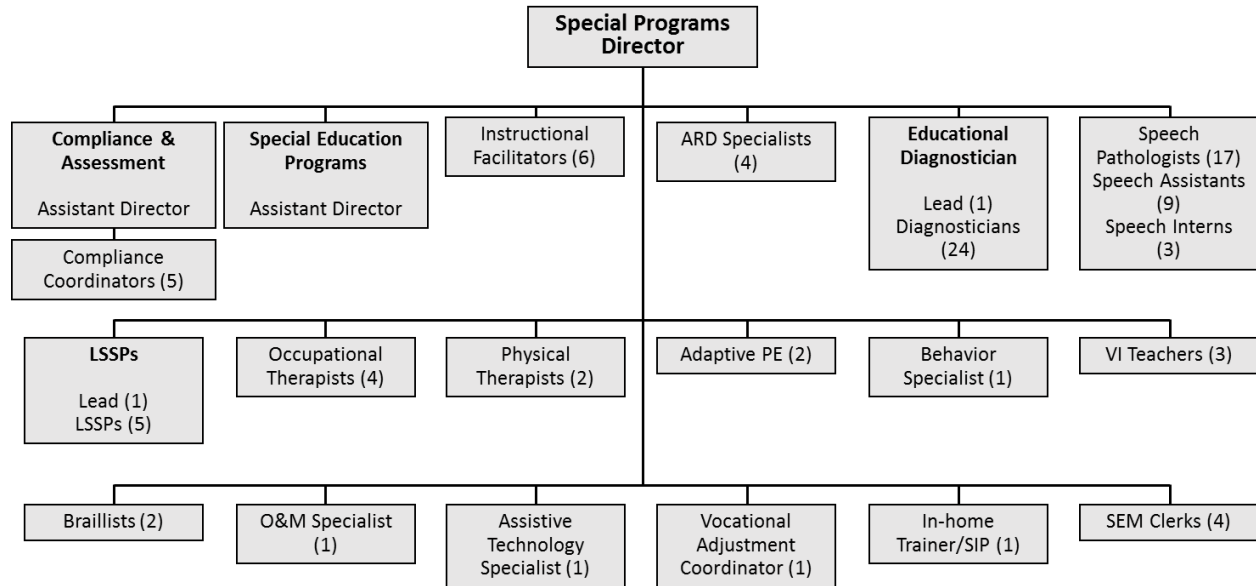 Special Programs
Director
Compliance &
Assessment
Assistant Director
Special Education
Programs
Assistant Director
Instructional
Facilitators (6)
ARD Specialists
(4)
Educational
Diagnostician
Lead (1)
Diagnosticians
(24)
Speech
Pathologists (17)
Speech Assistants
(9)
Speech Interns
(3)
Compliance
Coordinators (5)
LSSPs
Lead (1)
LSSPs (5)
Occupational
Therapists (4)
Physical
Therapists (2)
Adaptive PE (2)
Behavior
Specialist (1)
VI Teachers (3)
Braillists (2)
O&M Specialist
(1)
Assistive
Technology
Specialist (1)
Vocational
Adjustment
Coordinator (1)
In-home
Trainer/SIP (1)
SEM Clerks (4)